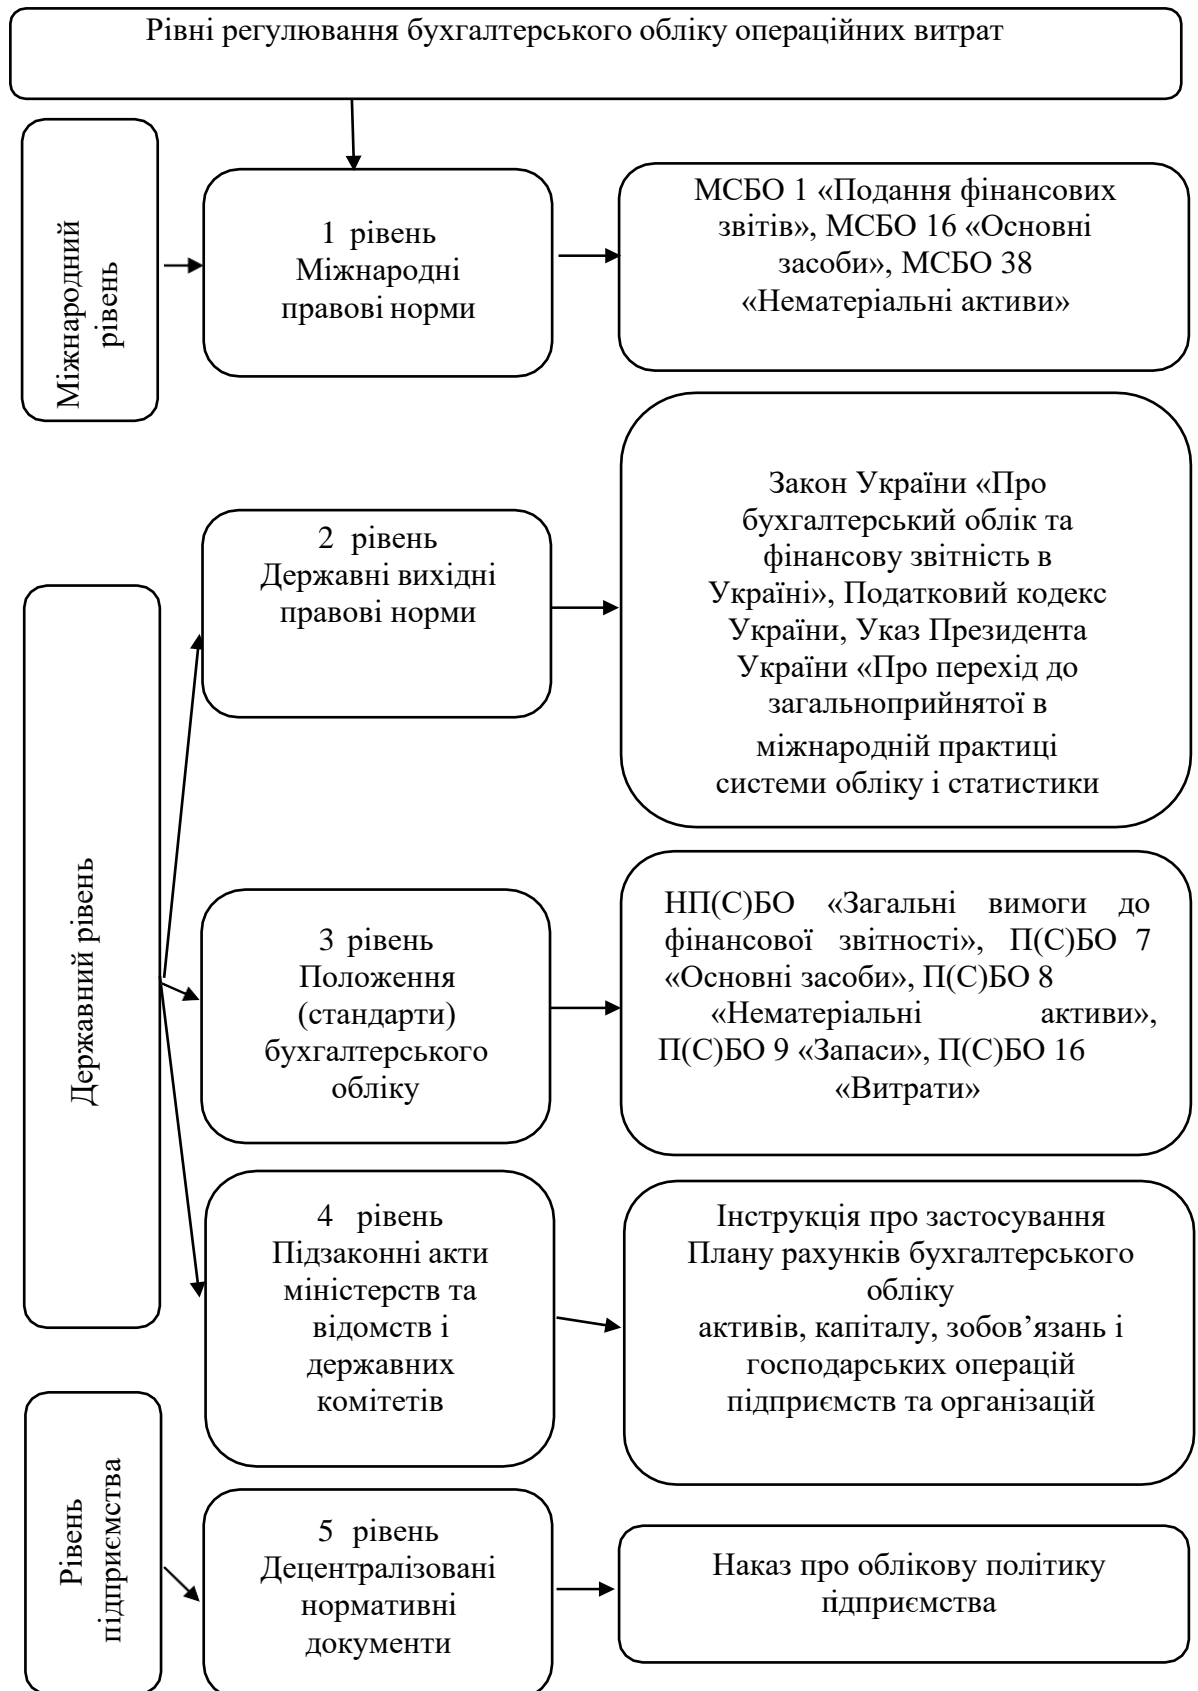 Рівні регулювання бухгалтерського обліку операційних витрат
Міжнародний
рівень
1 рівень
Міжнародні
правові норми
МСБО 1 «Подання фінансових
звітів», МСБО 16 «Основні
засоби», МСБО 38
«Нематеріальні активи»
Державний рівень
2 рівень
Державні вихідні
правові норми
Закон України «Про
бухгалтерський облік та
фінансову звітність в
Україні», Податковий кодекс
України, Указ Президента
України «Про перехід до
загальноприйнятої в
міжнародній практиці
системи обліку і статистики
3 рівень
Положення
(стандарти)
бухгалтерського
обліку
НП(С)БО «Загальні вимоги до
фінансової звітності», П(С)БО 7
«Основні засоби», П(С)БО 8
«Нематеріальні активи»,
П(С)БО 9 «Запаси», П(С)БО 16
«Витрати»
4 рівень
Підзаконні акти
міністерств та
відомств і
державних
комітетів
Інструкція про застосування
Плану рахунків бухгалтерського
обліку
активів, капіталу, зобов’язань і
господарських операцій
підприємств та організацій
Рівень
підприємства
5 рівень
Децентралізовані
нормативні
документи
Наказ про облікову політику
підприємства